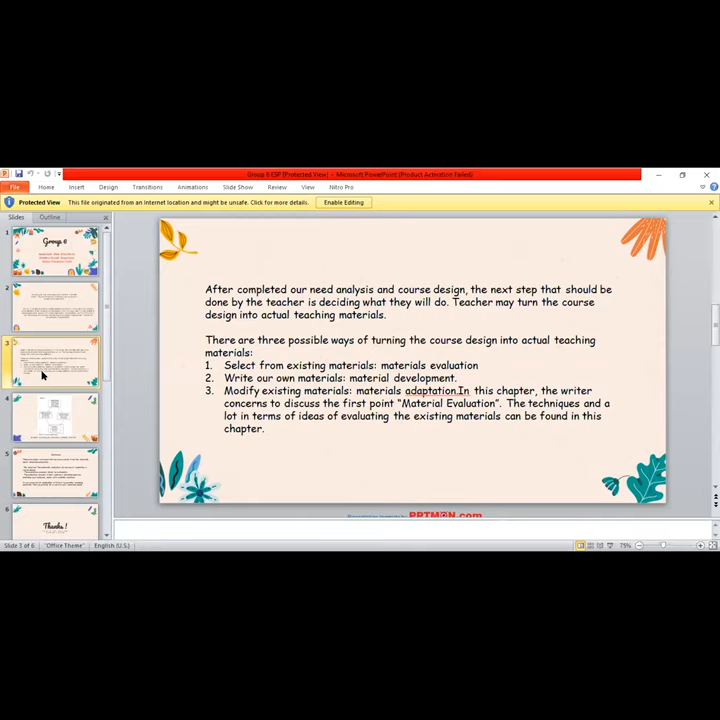 Group 6 ESP [Protected View] - Microsoft PowerPoint (Product Activation Failed)
File Home Insert Design Transitions Animations Slide Show Review View Nitro Pro
Protected View This file originated from an Internet location and might be unsafe. Click for more details. Enable Editing
Slides Outline
1
Group 6
2
3
4
5
6
Thanks !
After completed our need analysis and course design, the next step that should be
done by the teacher is deciding what they will do. Teacher may turn the course
design into actual teaching materials.
There are three possible ways of turning the course design into actual teaching
materials:
1. Select from existing materials: materials evaluation
2. Write our own materials: material development.
3. Modify existing materials: materials adaptation.In this chapter, the writer
concerns to discuss the first point “Material Evaluation”. The techniques and a
lot in terms of ideas of evaluating the existing materials can be found in this
chapter.
PPTMON.com
Slide 3 of 6 "Office Theme" English (U.S.) 75%